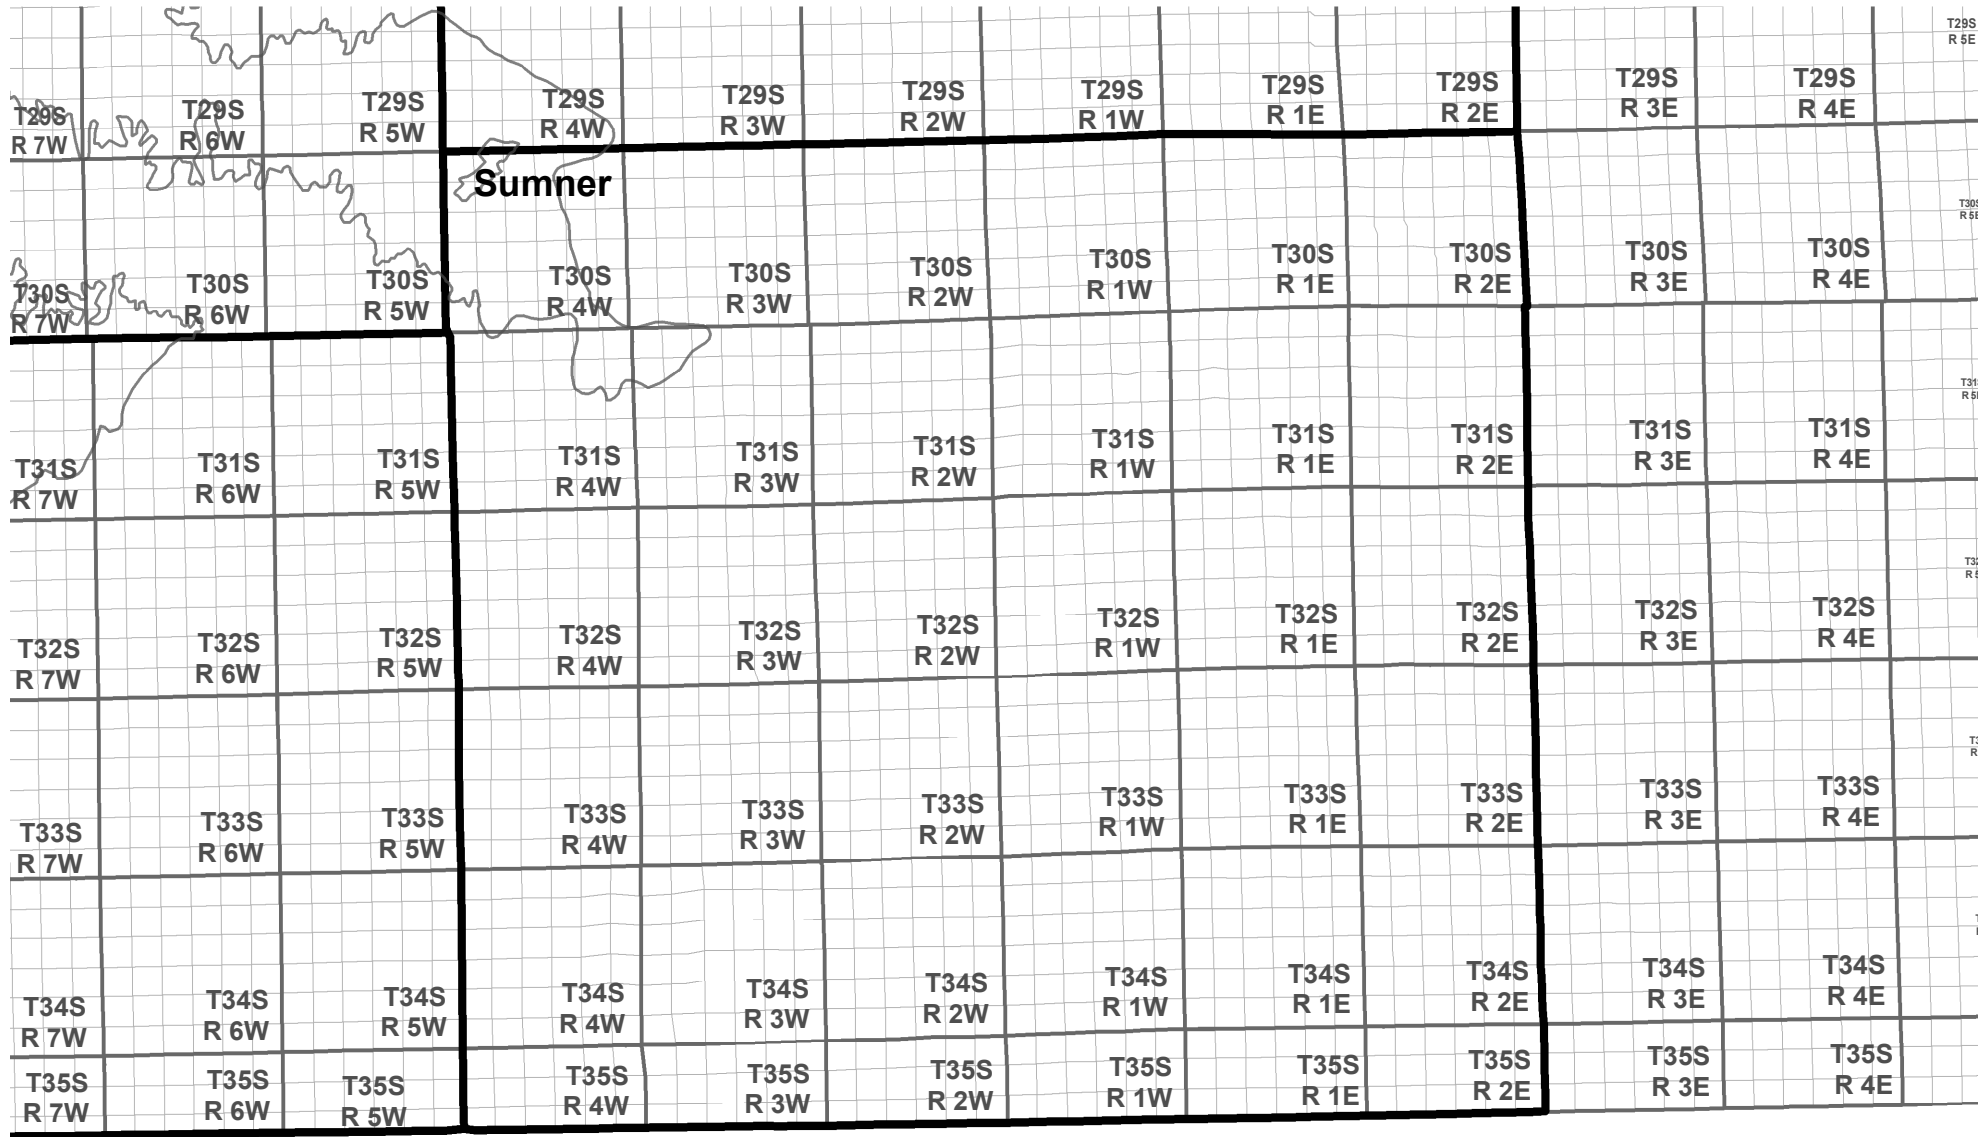 T29S
R 5E
T29S
R 7W
T29S
R 6W
T29S
R 5W
T29S
R 4W
T29S
R 3W
T29S
R 2W
T29S
R 1W
T29S
R 1E
T29S
R 2E
T29S
R 3E
T29S
R 4E
Sumner
T30S
R 7W
T30S
R 6W
T30S
R 5W
T30S
R 4W
T30S
R 3W
T30S
R 2W
T30S
R 1W
T30S
R 1E
T30S
R 2E
T30S
R 3E
T30S
R 4E
T30S
R 5E
T31S
R 7W
T31S
R 6W
T31S
R 5W
T31S
R 4W
T31S
R 3W
T31S
R 2W
T31S
R 1W
T31S
R 1E
T31S
R 2E
T31S
R 3E
T31S
R 4E
T32S
R 7W
T32S
R 6W
T32S
R 5W
T32S
R 4W
T32S
R 3W
T32S
R 2W
T32S
R 1W
T32S
R 1E
T32S
R 2E
T32S
R 3E
T32S
R 4E
T33S
R 7W
T33S
R 6W
T33S
R 5W
T33S
R 4W
T33S
R 3W
T33S
R 2W
T33S
R 1W
T33S
R 1E
T33S
R 2E
T33S
R 3E
T33S
R 4E
T34S
R 7W
T34S
R 6W
T34S
R 5W
T34S
R 4W
T34S
R 3W
T34S
R 2W
T34S
R 1W
T34S
R 1E
T34S
R 2E
T34S
R 3E
T34S
R 4E
T35S
R 7W
T35S
R 6W
T35S
R 5W
T35S
R 4W
T35S
R 3W
T35S
R 2W
T35S
R 1W
T35S
R 1E
T35S
R 2E
T35S
R 3E
T35S
R 4E